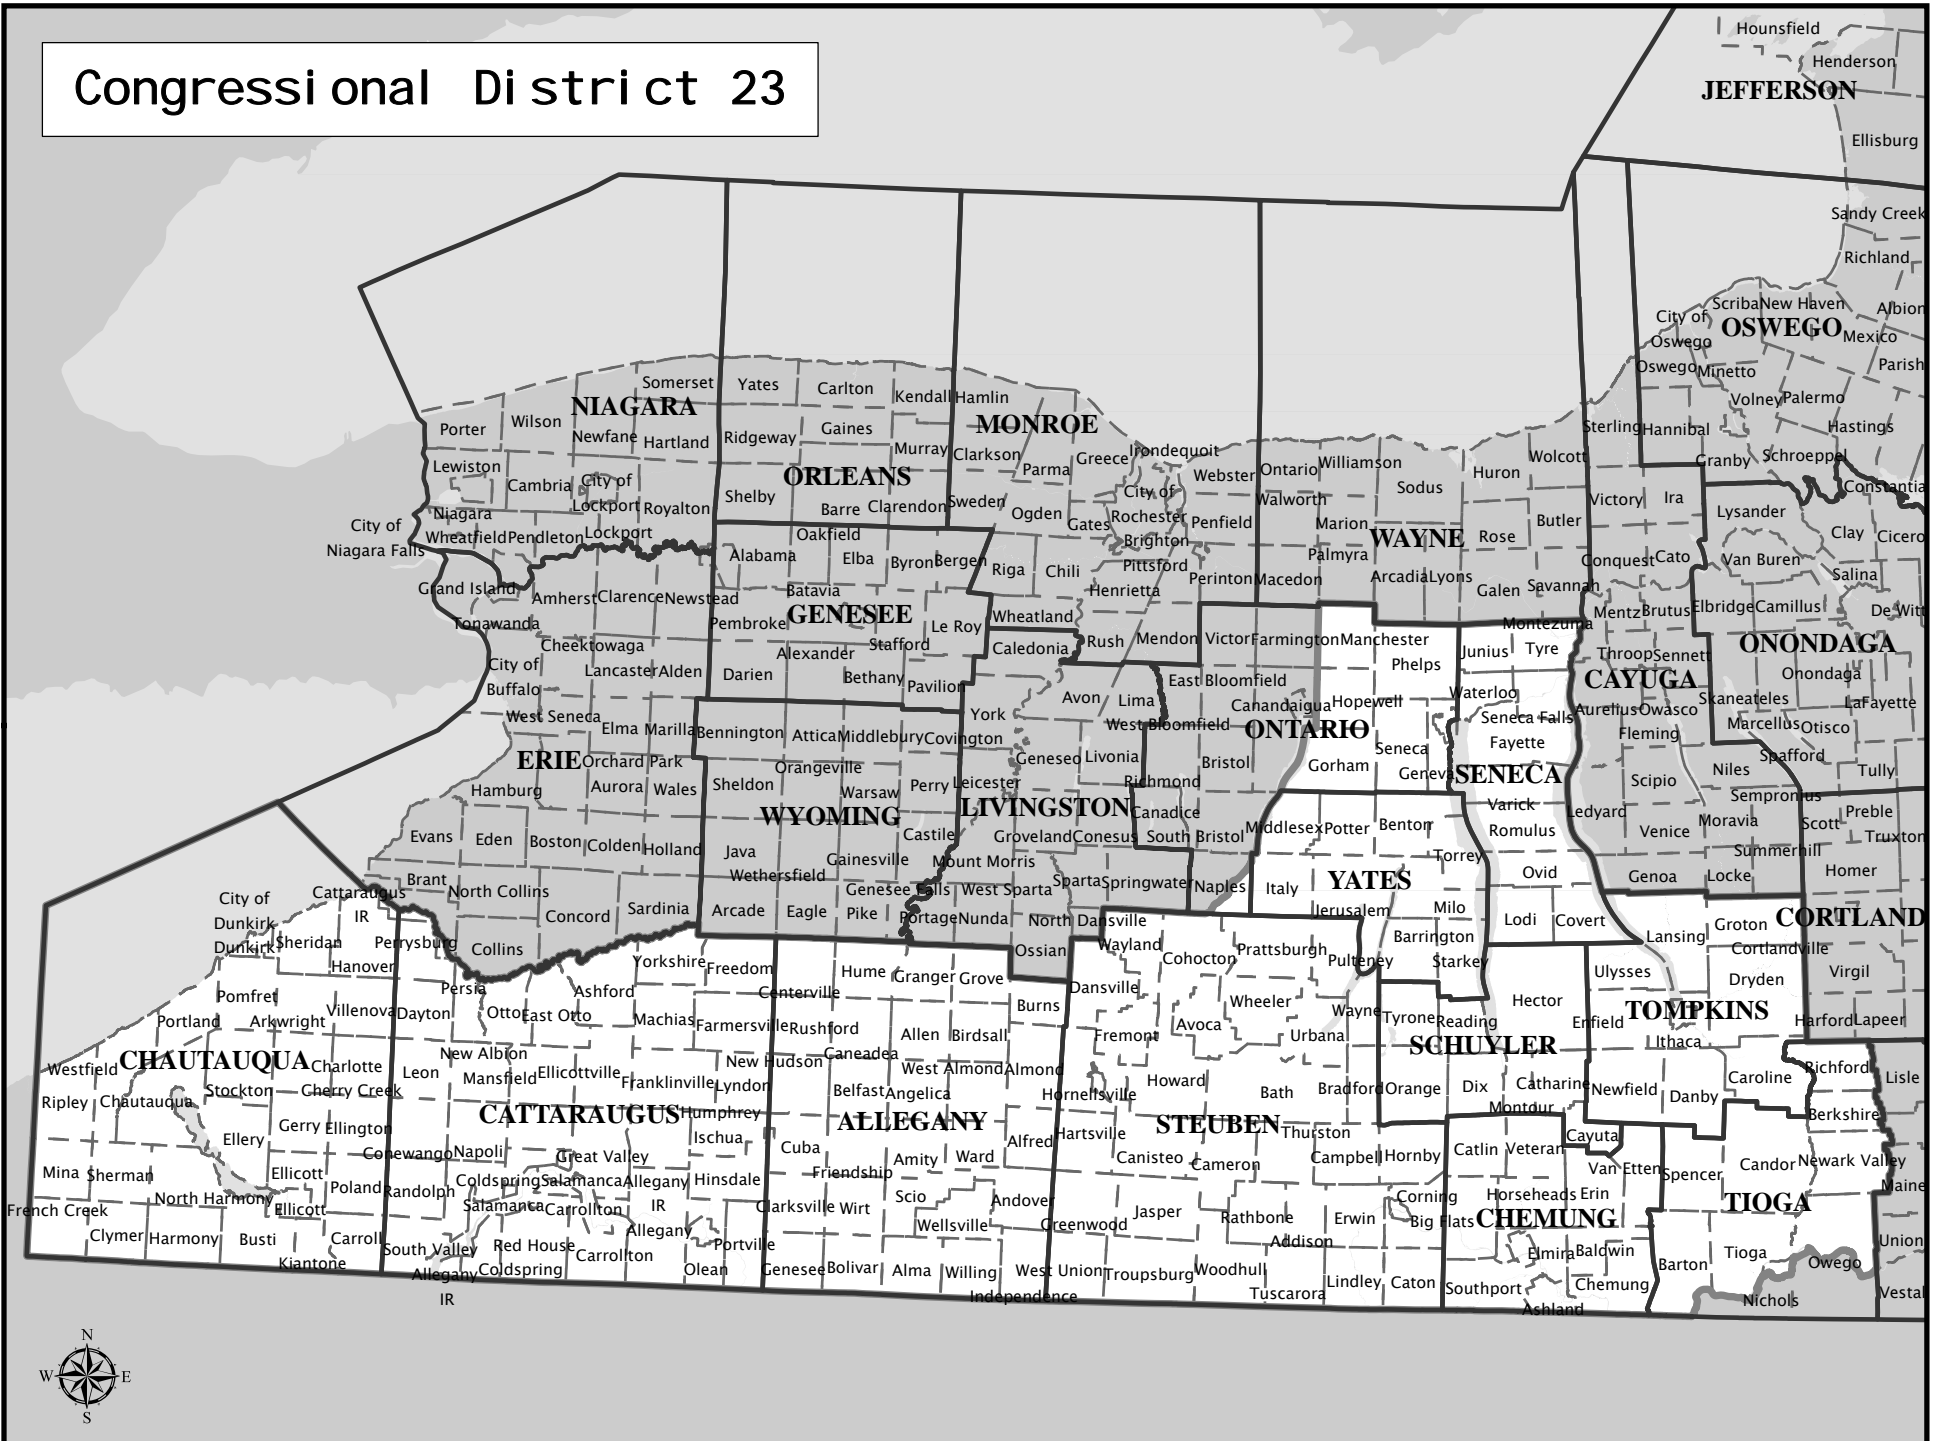 Congressional District 23
Hounsfield
Henderson
JEFFERSON
Ellisburg
Sandy Creek
Richland
Scriba New Haven
Albion
City of
Oswego
OSWEGO
Mexico
Oswego
Minetto
Parish
Volney
Palermo
Hastings
Sterling
Hannibal
Granby
Schroeppel
Constantia
Somerset
Yates
Carlton
Kendall
Hamlin
NIAGARA
MONROE
Porter
Wilson
Newfane
Hartland
Ridgeway
Gaines
Murray
Clarkson
Parma
Greece
Irondequoit
Webster
Ontario
Williamson
Sodus
Huron
Wolcott
Lewiston
Cambria
City of
Lockport
Royalton
Shelby
ORLEANS
Barre
Clarendon
Sweden
Ogden
Gates
City of
Rochester
Brighton
Penfield
Walworth
Marion
WAYNE
Rose
Butler
Victory
Ira
Lysander
Clay
Cicero
City of
Niagara Falls
Niagara
Wheatfield
Pendleton
Lockport
Alabama
Oakfield
Elba
Byron
Bergen
Riga
Chili
Pittsford
Henrietta
Perinton
Macedon
Palmyra
Arcadia
Lyons
Galen
Savannah
Conquest
Cato
Van Buren
Salina
Grand Island
Amherst
Clarence
Newstead
Batavia
GENESEE
Pembroke
Stafford
Le Roy
Wheatland
Rush
Mendon
Victor
Farmington
Manchester
Montezuma
Mentz
Brutus
Elbridge
Camillus
De Witt
Tonawanda
Cheektowaga
City of
Buffalo
Lancaster
Alden
Darien
Alexander
Bethany
Pavilion
Caledonia
Avon
Lima
East Bloomfield
Canandaigua
Hopewell
Phelps
Junius
Tyre
Waterloo
Throop
Sennett
ONONDAGA
Onondaga
CAYUGA
Skaneateles
LaFayette
West Seneca
Elma
Marilla
Bennington
Attica
Middlebury
Covington
York
West Bloomfield
ONTARIO
Seneca Falls
Fayette
Aurelius
Owasco
Fleming
Marcellus
Otisco
Spafford
ERIE
Orchard Park
Hamburg
Aurora
Wales
Sheldon
Orangeville
Warsaw
WYOMING
Perry
Leicester
Geneseo
Livonia
LIVINGSTON
Richmond
Bristol
Gorham
Seneca
Geneva
SENECA
Varick
Romulus
Ledyard
Scipio
Niles
Sempronius
Tully
Evans
Eden
Boston
Colden
Holland
Java
Wethersfield
Gainesville
Castile
Mount Morris
Groveland
Conesus
Canadice
South Bristol
Middlesex
Potter
Benton
Torrey
Venice
Moravia
Summerhill
Scott
Preble
Truxton
Homer
Brant
North Collins
Concord
Sardinia
Arcade
Eagle
Pike
Genesee Falls
Portage
Nunda
West Sparta
Sparta
Springwater
Naples
Italy
YATES
Jerusalem
Milo
Ovid
Lodi
Covert
Genoa
Locke
CORTLAND
Cortlandville
City of
Dunkirk
Dunkirk
Sheridan
Cattaraugus
IR
Hanover
Perrysburg
Collins
North Dansville
Ossian
Wayland
Cohocton
Prattsburgh
Pulteney
Barrington
Starkey
Lansing
Groton
Dryden
Virgil
Harford
Lapeer
Pomfret
Portland
Arkwright
Villenova
Dayton
Persia
Otto
East Otto
Ashford
Yorkshire
Freedom
Machias
Farmersville
Centerville
Rushford
Hume
Granger
Grove
Burns
Allen
Birdsall
Dansville
Fremont
Avoca
Wheeler
Urbana
Wayne
Tyrone
Reading
Hector
Ulysses
Enfield
TOMPKINS
Ithaca
Westfield
CHAUTAUQUA
Charlotte
Stockton
Cherry Creek
Leon
New Albion
Mansfield
Ellicottville
Franklinville
Lyndon
New Hudson
Caneadea
West Almond
Almond
Belfast
Angelica
Hornellsville
Howard
Bath
Bradford
Orange
SCHUYLER
Dix
Catharine
Montour
Newfield
Danby
Caroline
Richford
Berkshire
Lisle
Ripley
Chautauqua
Ellery
Gerry
Ellington
CATTARAUGUS
Humphrey
Ischua
ALLEGANY
Cuba
Alfred
Hartsville
STEUBEN
Thurston
Campbell
Hornby
Catlin
Veteran
Cayuta
Van Etten
Spencer
Candor
Newark Valley
Maine
Mina
Sherman
North Harmony
Ellicott
Ellicott
Poland
Conewango
Napoli
Randolph
Coldspring
Salamanca
Great Valley
Allegany
IR
Hinsdale
Friendship
Amity
Ward
Canisteo
Cameron
French Creek
Clymer
Harmony
Busti
Kiantone
Carroll
South Valley
Salamanca
Carrollton
Red House
Coldspring
Carrollton
Allegany
Olean
Portville
Clarksville
Wirt
Scio
Wellsville
Andover
Greenwood
Jasper
Rathbone
Addison
Erwin
Corning
Big Flats
Horseheads
Erin
CHEMUNG
Elmira
Baldwin
TIOGA
Tioga
Barton
Owego
Union
Allegany
IR
Genesee
Bolivar
Alma
Willing
Independence
West Union
Troupsburg
Woodhull
Tuscarora
Lindley
Caton
Southport
Ashland
Chemung
Nichols
Vestal
N
W
E
S